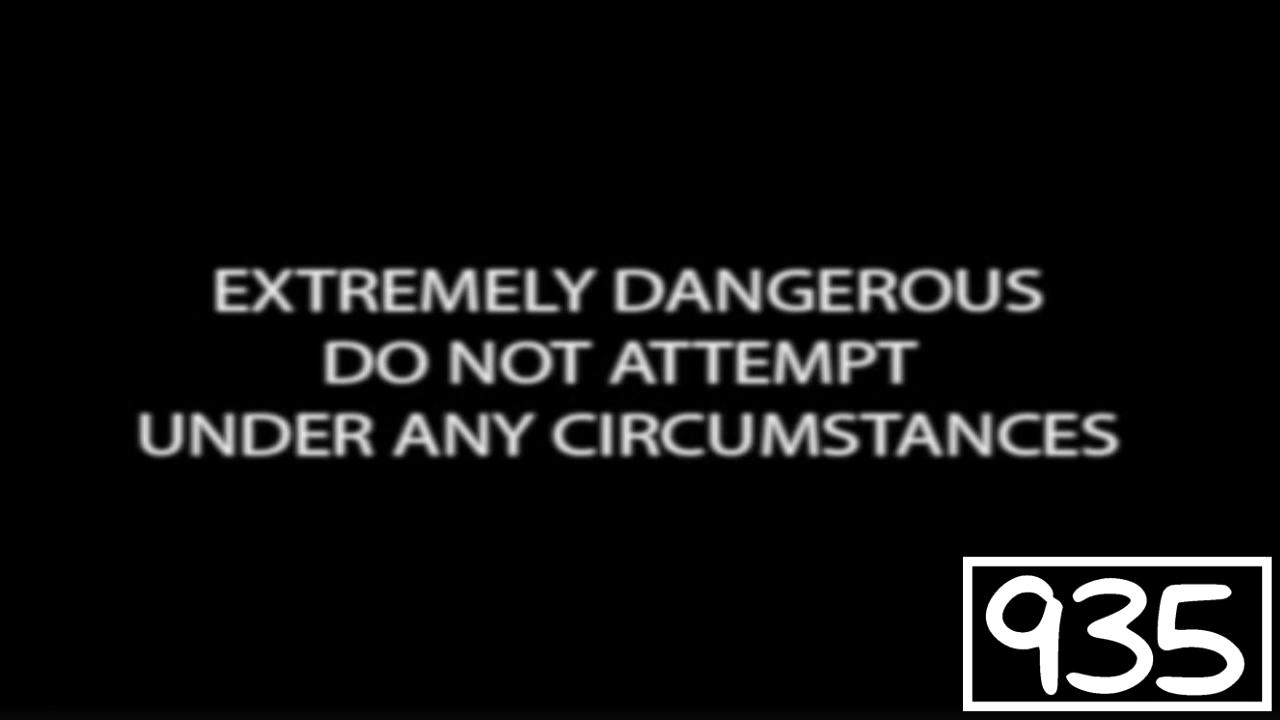 EXTREMELY DANGEROUS
DO NOT ATTEMPT
UNDER ANY CIRCUMSTANCES
935